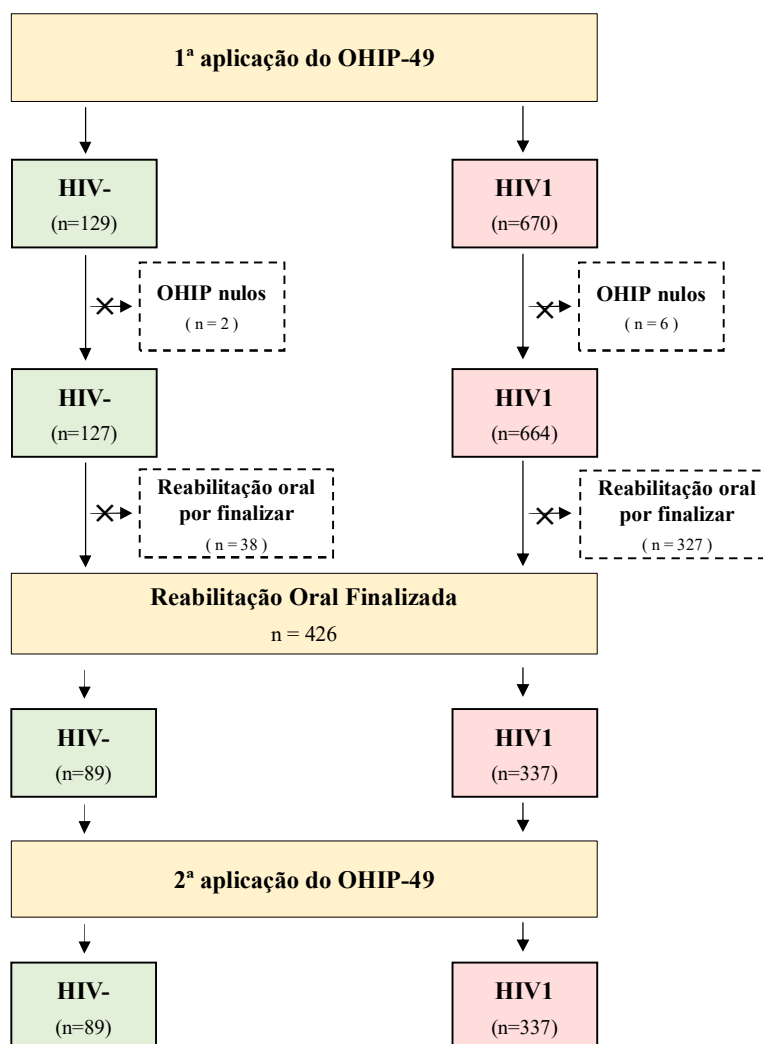 1ª aplicação do OHIP-49
HIV-
(n=129)
HIV1
(n=670)
OHIP nulos
( n = 2 )
OHIP nulos
( n = 6 )
HIV-
(n=127)
HIV1
(n=664)
Reabilitação oral
por finalizar
( n = 38 )
Reabilitação oral
por finalizar
( n = 327 )
Reabilitação Oral Finalizada
n = 426
HIV-
(n=89)
HIV1
(n=337)
2ª aplicação do OHIP-49
HIV-
(n=89)
HIV1
(n=337)